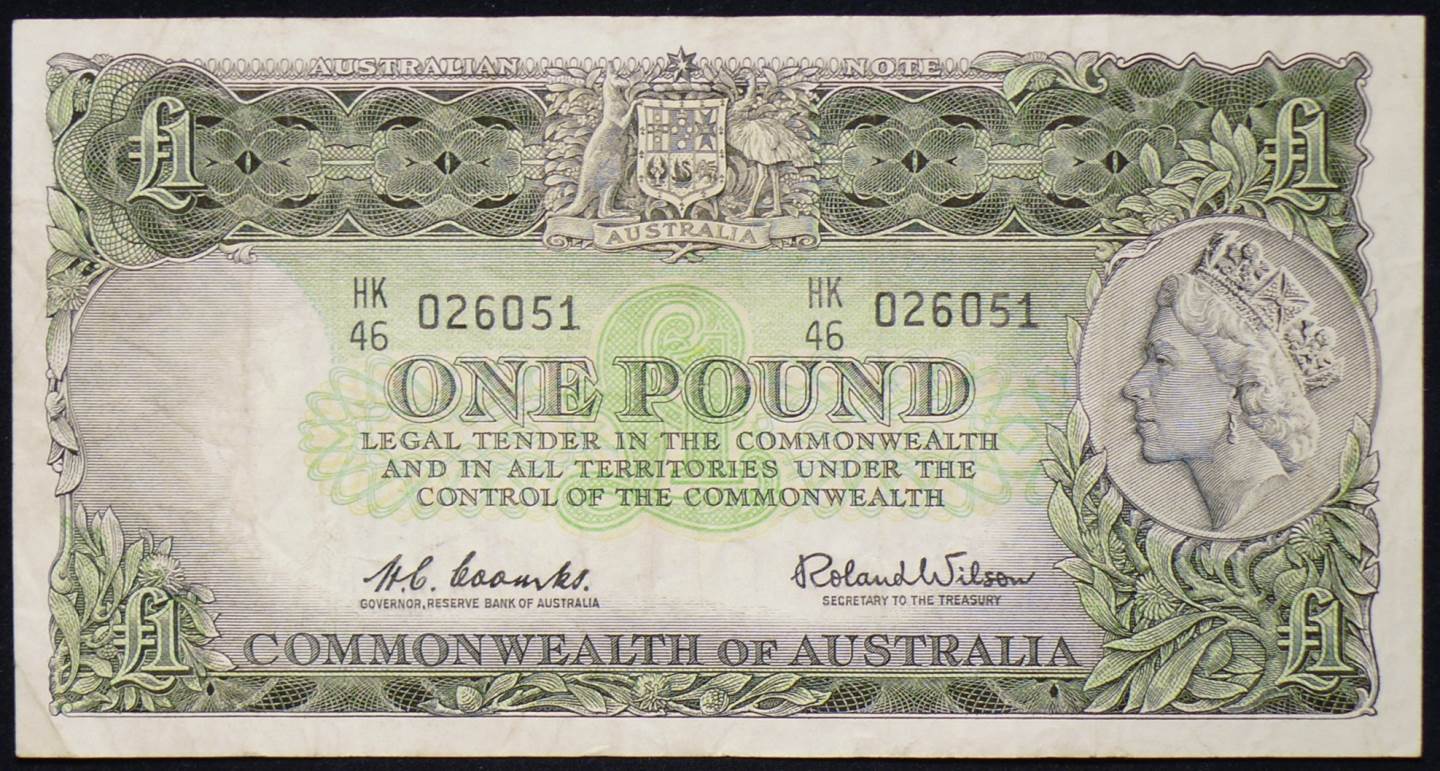 AUSTRALIAN NOTE
£1 £1
AUSTRALIA
HK 46 026051 HK 46 026051
ONE POUND
LEGAL TENDER IN THE COMMONWEALTH
AND IN ALL TERRITORIES UNDER THE
CONTROL OF THE COMMONWEALTH
£1
H.C. Coombs. Roland Wilson
GOVERNOR, RESERVE BANK OF AUSTRALIA SECRETARY TO THE TREASURY
£1 £1
COMMONWEALTH OF AUSTRALIA